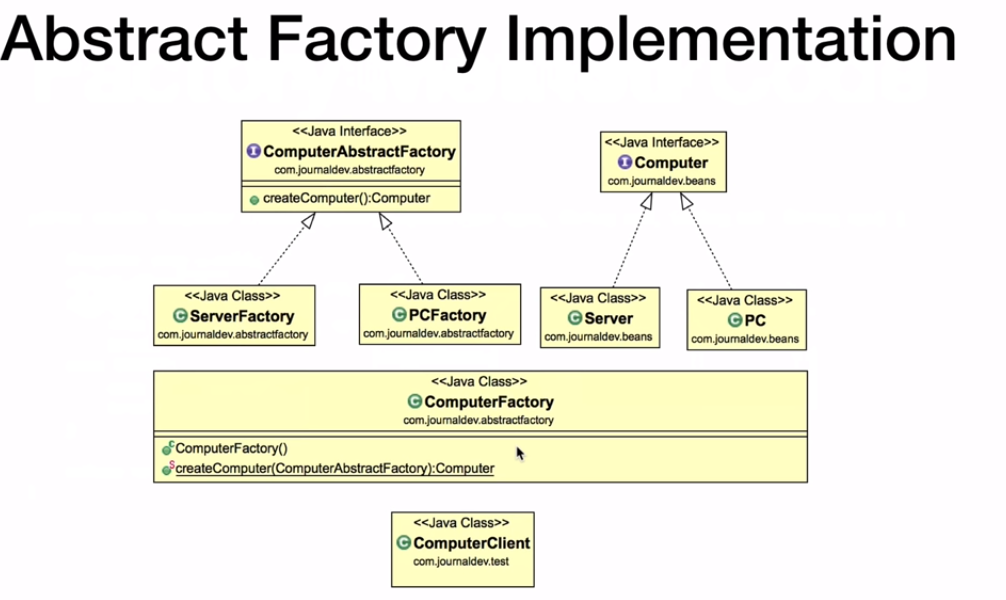 Abstract Factory Implementation
<<Java Interface>>
ComputerAbstractFactory
com.journaldev.abstractfactory
createComputer():Computer
<<Java Interface>>
Computer
com.journaldev.beans
<<Java Class>>
ServerFactory
com.journaldev.abstractfactory
<<Java Class>>
PCFactory
com.journaldev.abstractfactory
<<Java Class>>
Server
com.journaldev.beans
<<Java Class>>
PC
com.journaldev.beans
<<Java Class>>
ComputerFactory
com.journaldev.abstractfactory
ComputerFactory()
createComputer(ComputerAbstractFactory):Computer
<<Java Class>>
ComputerClient
com.journaldev.test